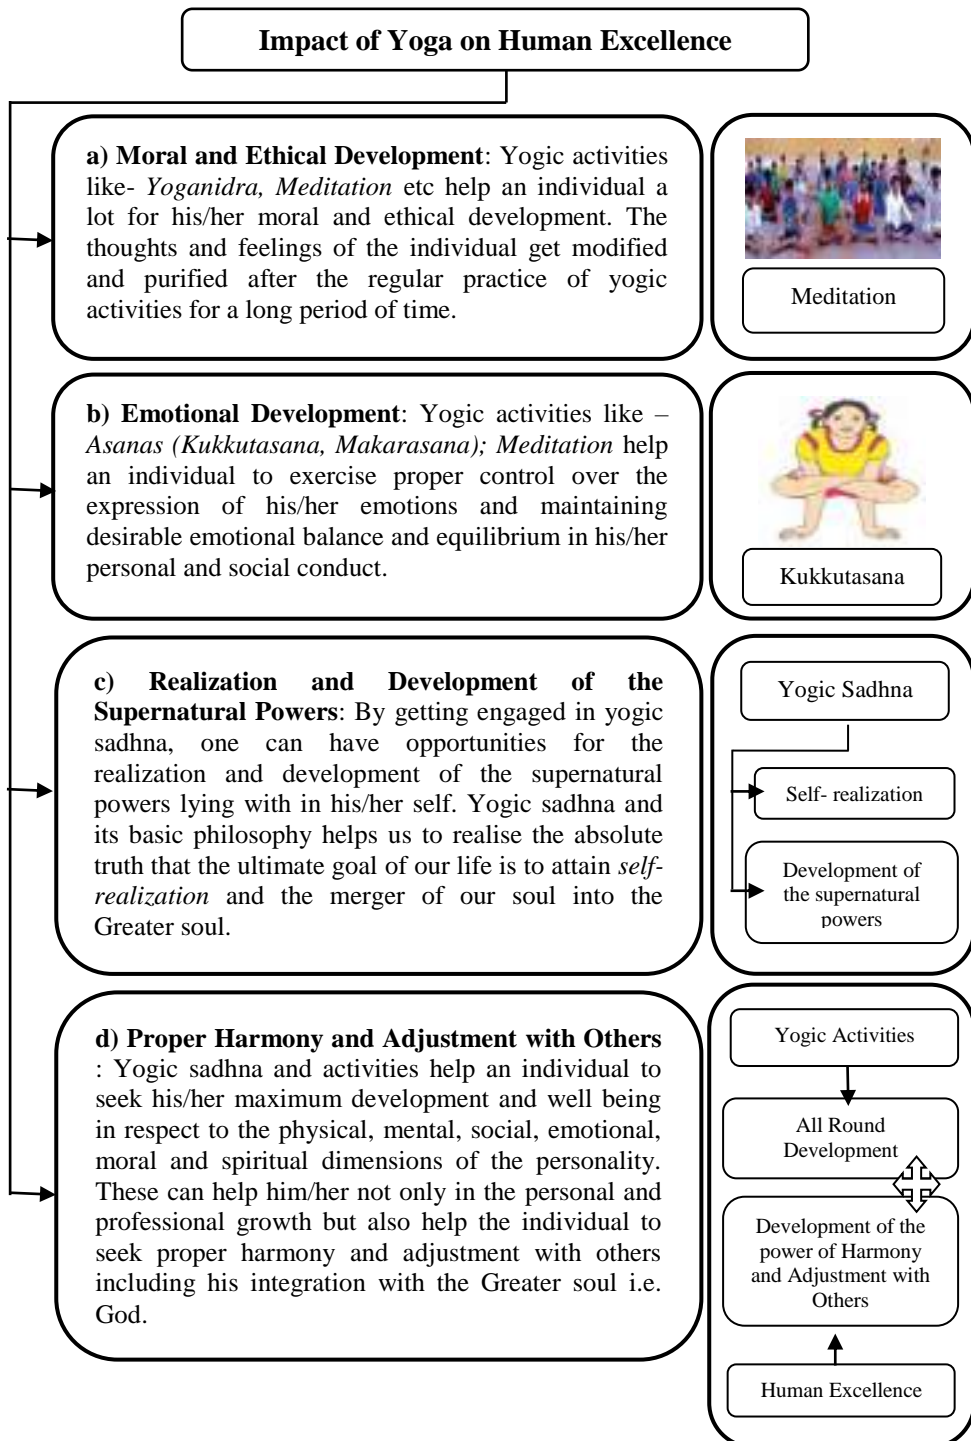 Impact of Yoga on Human Excellence
a) Moral and Ethical Development: Yogic activities
like- Yoganidra, Meditation etc help an individual a
lot for his/her moral and ethical development. The
thoughts and feelings of the individual get modified
and purified after the regular practice of yogic
activities for a long period of time.
Meditation
b) Emotional Development: Yogic activities like –
Asanas (Kukkutasana, Makarasana); Meditation help
an individual to exercise proper control over the
expression of his/her emotions and maintaining
desirable emotional balance and equilibrium in his/her
personal and social conduct.
Kukkutasana
c) Realization and Development of the
Supernatural Powers: By getting engaged in yogic
sadhna, one can have opportunities for the
realization and development of the supernatural
powers lying with in his/her self. Yogic sadhna and
its basic philosophy helps us to realise the absolute
truth that the ultimate goal of our life is to attain self-
realization and the merger of our soul into the
Greater soul.
Yogic Sadhna
Self- realization
Development of
the supernatural
powers
d) Proper Harmony and Adjustment with Others
: Yogic sadhna and activities help an individual to
seek his/her maximum development and well being
in respect to the physical, mental, social, emotional,
moral and spiritual dimensions of the personality.
These can help him/her not only in the personal and
professional growth but also help the individual to
seek proper harmony and adjustment with others
including his integration with the Greater soul i.e.
God.
Yogic Activities
All Round
Development
Development of the
power of Harmony
and Adjustment with
Others
Human Excellence